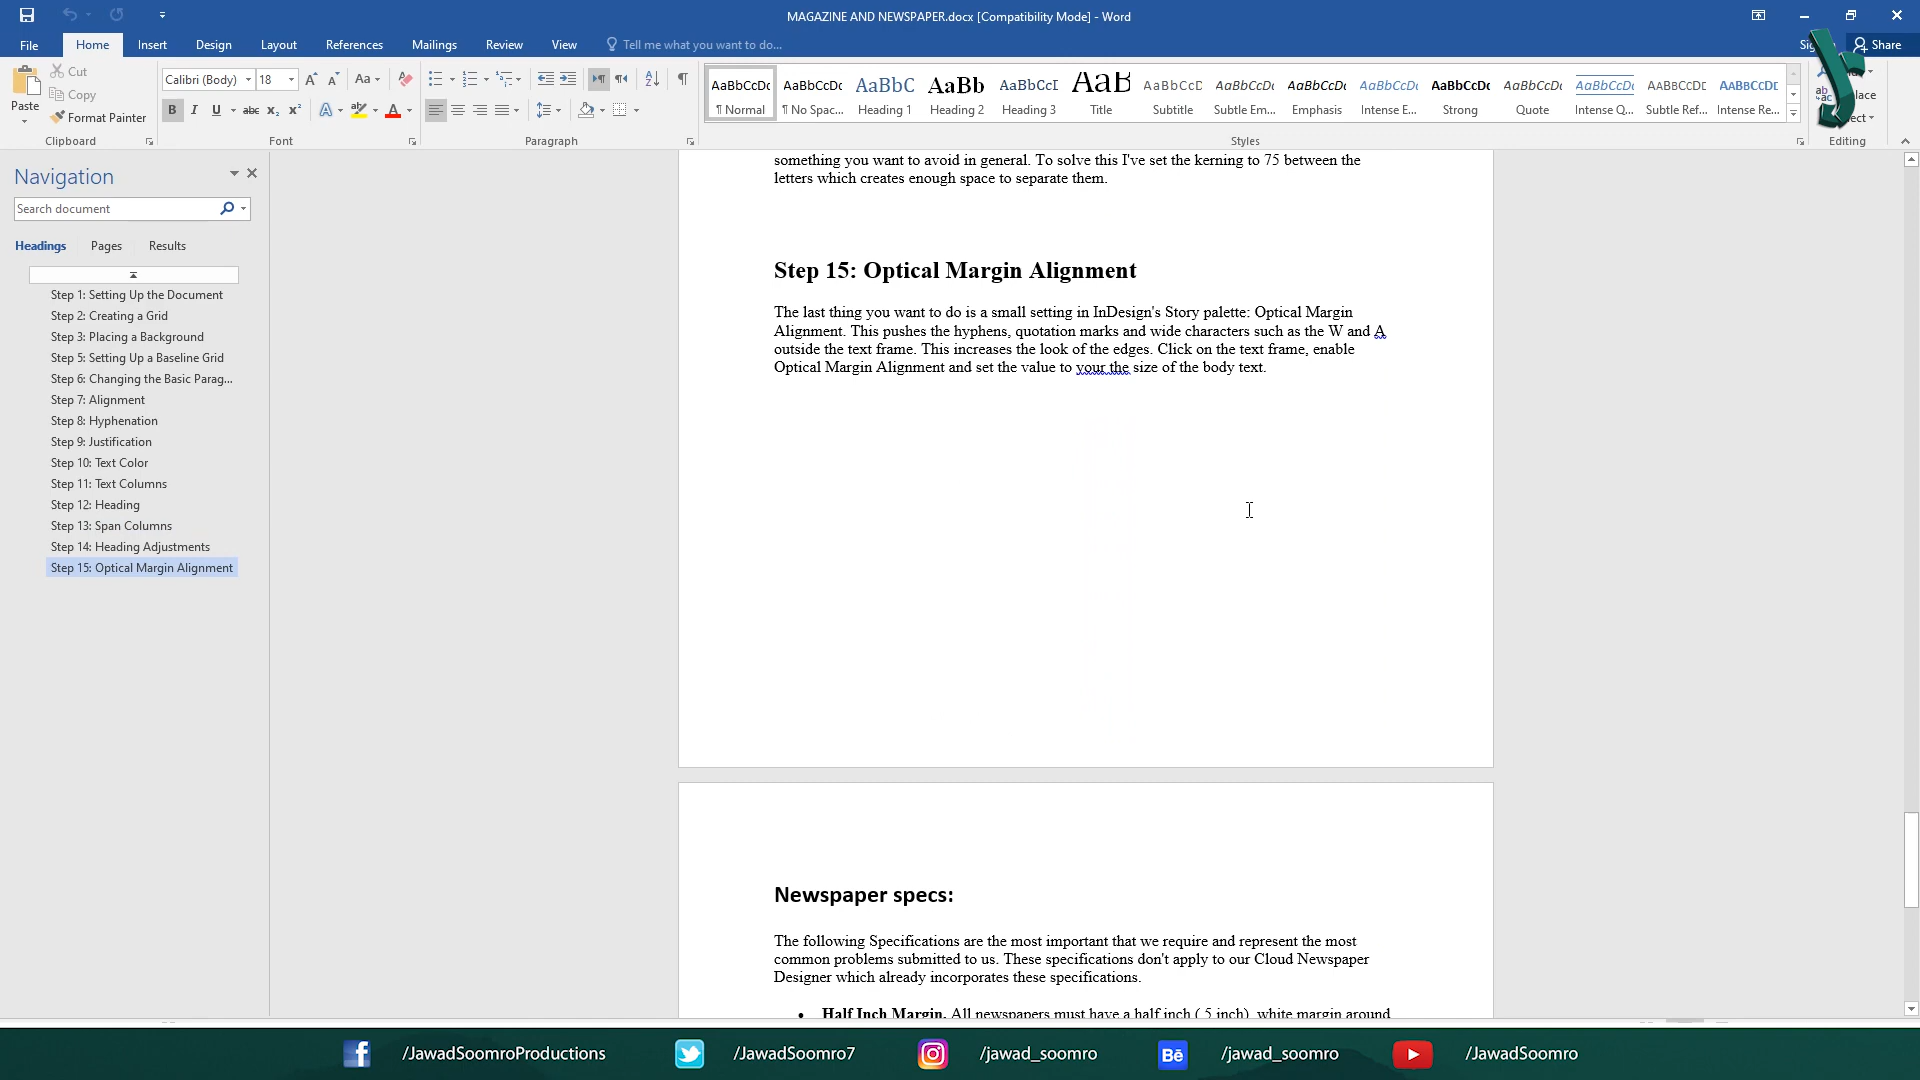 MAGAZINE AND NEWSPAPER.docx [Compatibility Mode] - Word
File Home Insert Design Layout References Mailings Review View Tell me what you want to do... Share
Paste
Cut
Copy
Format Painter
Clipboard
Calibri (Body) 18
Font
Paragraph
AaBbCcDc AaBbCcDc AaBbC AaBb AaBbCcI AaB AaBbCcD AaBbCcDc AaBbCcDc AaBbCcDc AaBbCcDc AaBbCcDc AaBbCcDc AABBCCDE AABBCCDE
¶ Normal ¶ No Spac... Heading 1 Heading 2 Heading 3 Title Subtitle Subtle Em... Emphasis Intense E... Strong Quote Intense Q... Subtle Ref... Intense Re...
Styles
Editing
Navigation
Search document
Headings Pages Results
Step 1: Setting Up the Document
Step 2: Creating a Grid
Step 3: Placing a Background
Step 5: Setting Up a Baseline Grid
Step 6: Changing the Basic Parag...
Step 7: Alignment
Step 8: Hyphenation
Step 9: Justification
Step 10: Text Color
Step 11: Text Columns
Step 12: Heading
Step 13: Span Columns
Step 14: Heading Adjustments
Step 15: Optical Margin Alignment
something you want to avoid in general. To solve this I've set the kerning to 75 between the
letters which creates enough space to separate them.
Step 15: Optical Margin Alignment
The last thing you want to do is a small setting in InDesign's Story palette: Optical Margin
Alignment. This pushes the hyphens, quotation marks and wide characters such as the W and A
outside the text frame. This increases the look of the edges. Click on the text frame, enable
Optical Margin Alignment and set the value to your the size of the body text.
Newspaper specs:
The following Specifications are the most important that we require and represent the most
common problems submitted to us. These specifications don't apply to our Cloud Newspaper
Designer which already incorporates these specifications.
• Half Inch Margin. All newspapers must have a half inch (.5 inch), white margin around
/JawadSoomroProductions /JawadSoomro7 /jawad_soomro /jawad_soomro /JawadSoomro